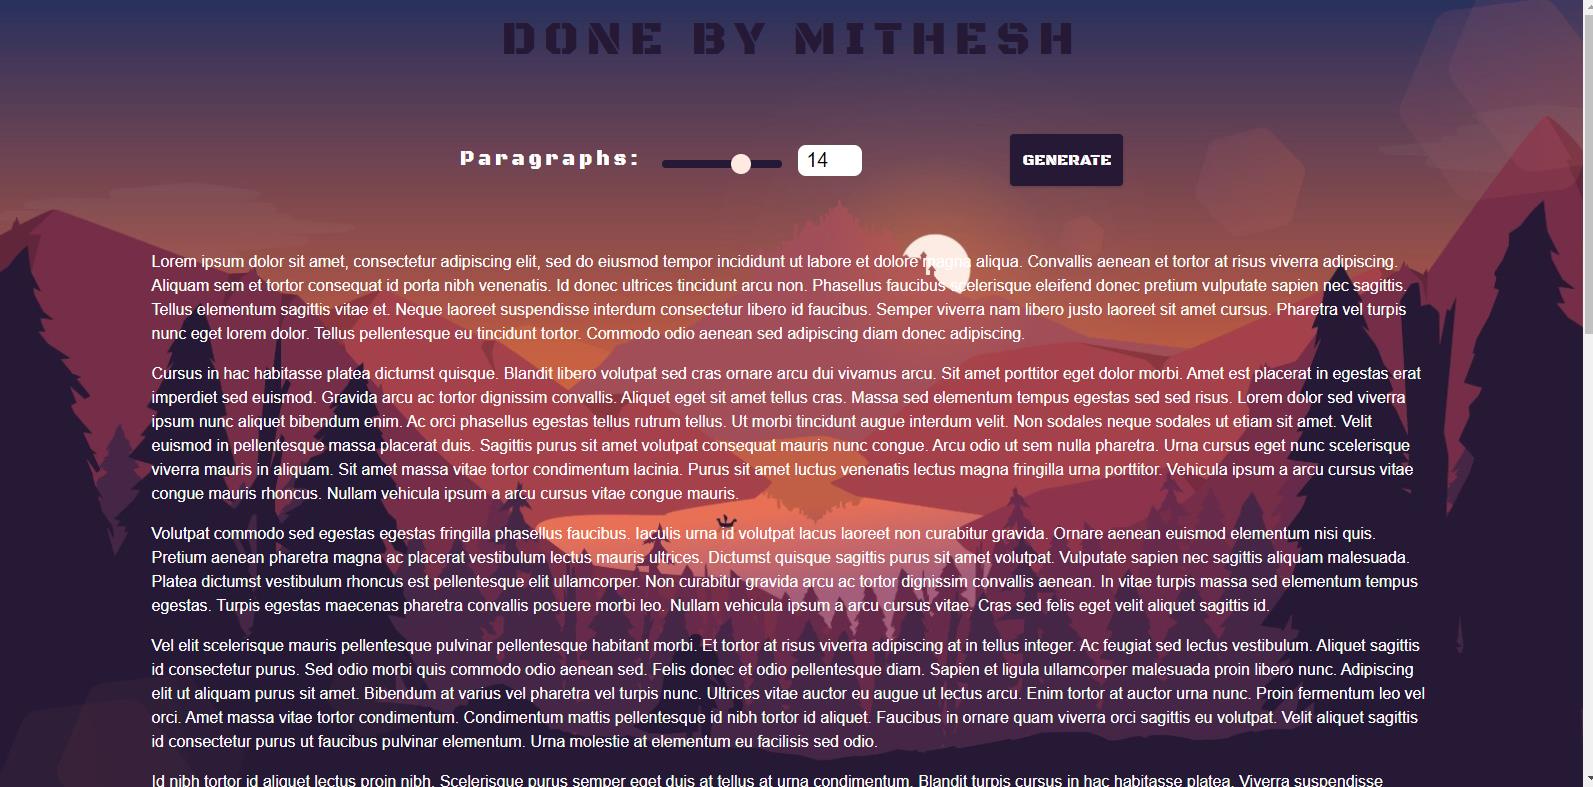 DONE BY MITHESH
Paragraphs: 14 GENERATE
Lorem ipsum dolor sit amet, consectetur adipiscing elit, sed do eiusmod tempor incididunt ut labore et dolore magna aliqua. Convallis aenean et tortor at risus viverra adipiscing.
Aliquam sem et tortor consequat id porta nibh venenatis. Id donec ultrices tincidunt arcu non. Phasellus faucibus scelerisque eleifend donec pretium vulputate sapien nec sagittis.
Tellus elementum sagittis vitae et. Neque laoreet suspendisse interdum consectetur libero id faucibus. Semper viverra nam libero justo laoreet sit amet cursus. Pharetra vel turpis
nunc eget lorem dolor. Tellus pellentesque eu tincidunt tortor. Commodo odio aenean sed adipiscing diam donec adipiscing.
Cursus in hac habitasse platea dictumst quisque. Blandit libero volutpat sed cras ornare arcu dui vivamus arcu. Sit amet porttitor eget dolor morbi. Amet est placerat in egestas erat
imperdiet sed euismod. Gravida arcu ac tortor dignissim convallis. Aliquet eget sit amet tellus cras. Massa sed elementum tempus egestas sed sed risus. Lorem dolor sed viverra
ipsum nunc aliquet bibendum enim. Ac orci phasellus egestas tellus rutrum tellus. Ut morbi tincidunt augue interdum velit. Non sodales neque sodales ut etiam sit amet. Velit
euismod in pellentesque massa placerat duis. Sagittis purus sit amet volutpat consequat mauris nunc congue. Arcu odio ut sem nulla pharetra. Urna cursus eget nunc scelerisque
viverra mauris in aliquam. Sit amet massa vitae tortor condimentum lacinia. Purus sit amet luctus venenatis lectus magna fringilla urna porttitor. Vehicula ipsum a arcu cursus vitae
congue mauris rhoncus. Nullam vehicula ipsum a arcu cursus vitae congue mauris.
Volutpat commodo sed egestas egestas fringilla phasellus faucibus. Iaculis urna id volutpat lacus laoreet non curabitur gravida. Ornare aenean euismod elementum nisi quis.
Pretium aenean pharetra magna ac placerat vestibulum lectus mauris ultrices. Dictumst quisque sagittis purus sit amet volutpat. Vulputate sapien nec sagittis aliquam malesuada.
Platea dictumst vestibulum rhoncus est pellentesque elit ullamcorper. Non curabitur gravida arcu ac tortor dignissim convallis aenean. In vitae turpis massa sed elementum tempus
egestas. Turpis egestas maecenas pharetra convallis posuere morbi leo. Nullam vehicula ipsum a arcu cursus vitae. Cras sed felis eget velit aliquet sagittis id.
Vel elit scelerisque mauris pellentesque pulvinar pellentesque habitant morbi. Et tortor at risus viverra adipiscing at in tellus integer. Ac feugiat sed lectus vestibulum. Aliquet sagittis
id consectetur purus. Sed odio morbi quis commodo odio aenean sed. Felis donec et odio pellentesque diam. Sapien et ligula ullamcorper malesuada proin libero nunc. Adipiscing
elit ut aliquam purus sit amet. Bibendum at varius vel pharetra vel turpis nunc. Ultrices vitae auctor eu augue ut lectus arcu. Enim tortor at auctor urna nunc. Proin fermentum leo vel
orci. Amet massa vitae tortor condimentum. Condimentum mattis pellentesque id nibh tortor id aliquet. Faucibus in ornare quam viverra orci sagittis eu volutpat. Velit aliquet sagittis
id consectetur purus ut faucibus pulvinar elementum. Urna molestie at elementum eu facilisis sed odio.
Id nibh tortor id aliquet lectus proin nibh. Scelerisque purus semper eget duis at tellus at urna condimentum. Blandit turpis cursus in hac habitasse platea. Viverra suspendisse